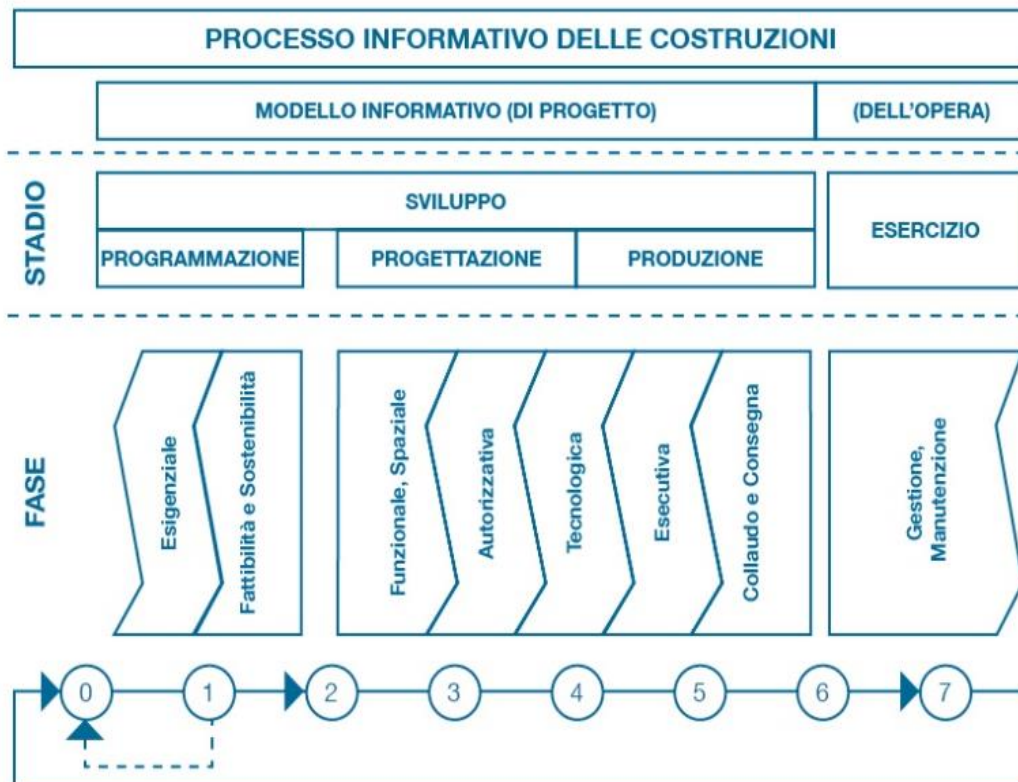 PROCESSO INFORMATIVO DELLE COSTRUZIONI
MODELLO INFORMATIVO (DI PROGETTO)
(DELL'OPERA)
STADIO
SVILUPPO
ESERCIZIO
PROGRAMMAZIONE
PROGETTAZIONE
PRODUZIONE
FASE
Esigenziale
Fattibilità e Sostenibilità
Funzionale, Spaziale
Autorizzativa
Tecnologica
Esecutiva
Collaudo e Consegna
Gestione,
Manutenzione
0
1
2
3
4
5
6
7